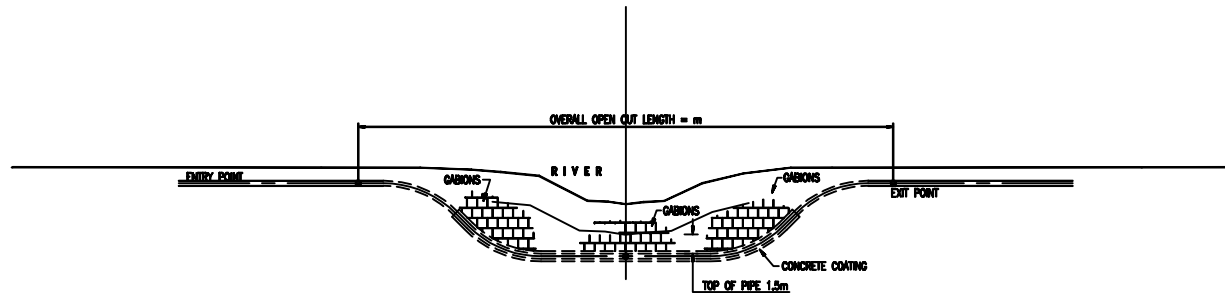 OVERALL OPEN CUT LENGTH = m
RIVER
ENTRY POINT
GABIONS
GABIONS
GABIONS
EXIT POINT
CONCRETE COATING
TOP OF PIPE 1,5m